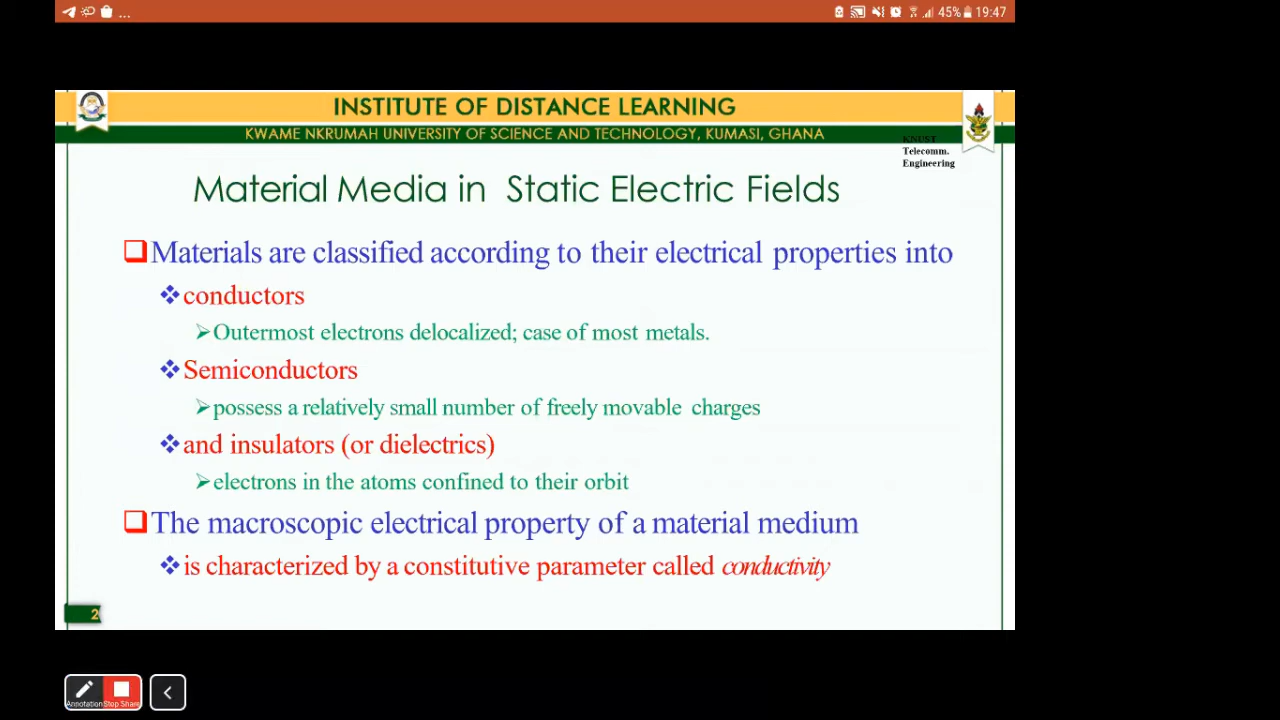 ... 45% 19:47
INSTITUTE OF DISTANCE LEARNING
KWAME NKRUMAH UNIVERSITY OF SCIENCE AND TECHNOLOGY, KUMASI, GHANA
KNUST
Telecomm.
Engineering
Material Media in Static Electric Fields
Materials are classified according to their electrical properties into
conductors
Outermost electrons delocalized; case of most metals.
Semiconductors
possess a relatively small number of freely movable charges
and insulators (or dielectrics)
electrons in the atoms confined to their orbit
The macroscopic electrical property of a material medium
is characterized by a constitutive parameter called conductivity
2
Annotation Stop Share